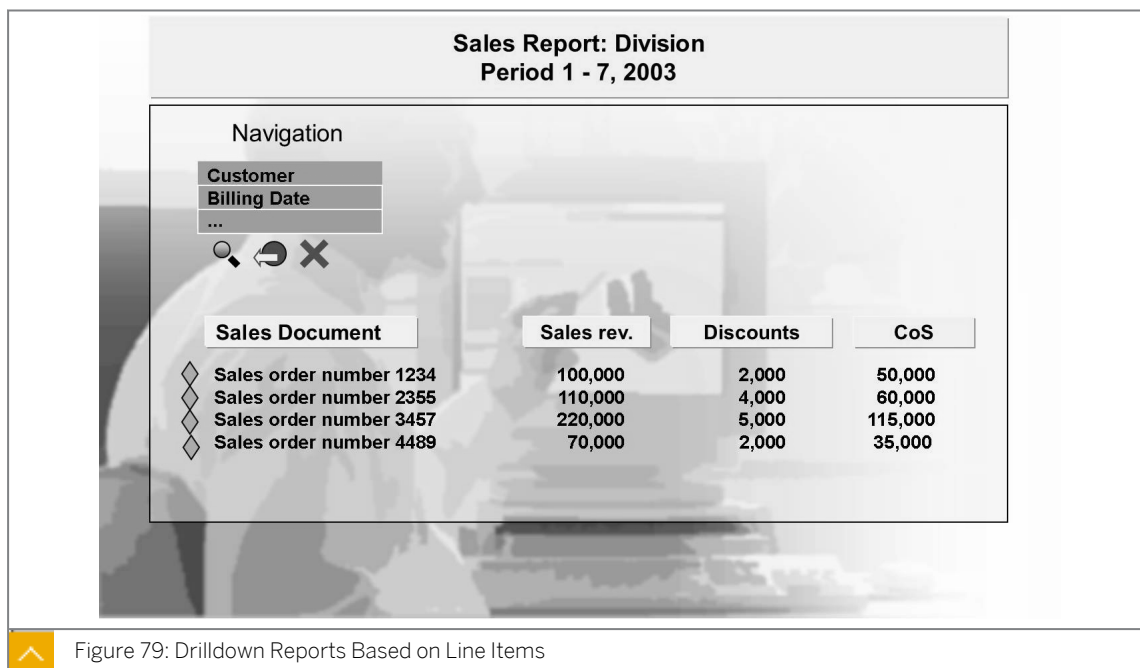 Sales Report: Division
Period 1 - 7, 2003
Navigation
Customer
Billing Date
...
Sales Document Sales rev. Discounts CoS
Sales order number 1234 100,000 2,000 50,000
Sales order number 2355 110,000 4,000 60,000
Sales order number 3457 220,000 5,000 115,000
Sales order number 4489 70,000 2,000 35,000
Figure 79: Drilldown Reports Based on Line Items